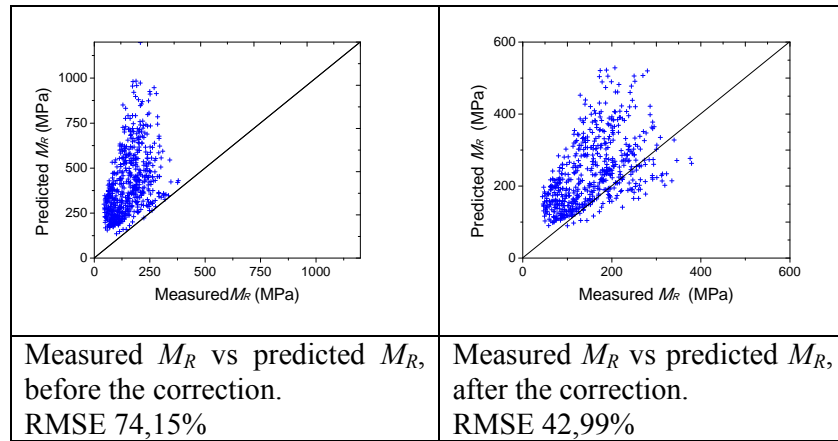 1000
750
500
250
0
0 250 500 750 1000
Predicted MR (MPa)
MeasuredMR (MPa)
600
400
200
0
0 200 400 600
Predicted MR (MPa)
Measured MR (MPa)
Measured MR vs predicted MR,
before the correction.
RMSE 74,15%
Measured MR vs predicted MR,
after the correction.
RMSE 42,99%